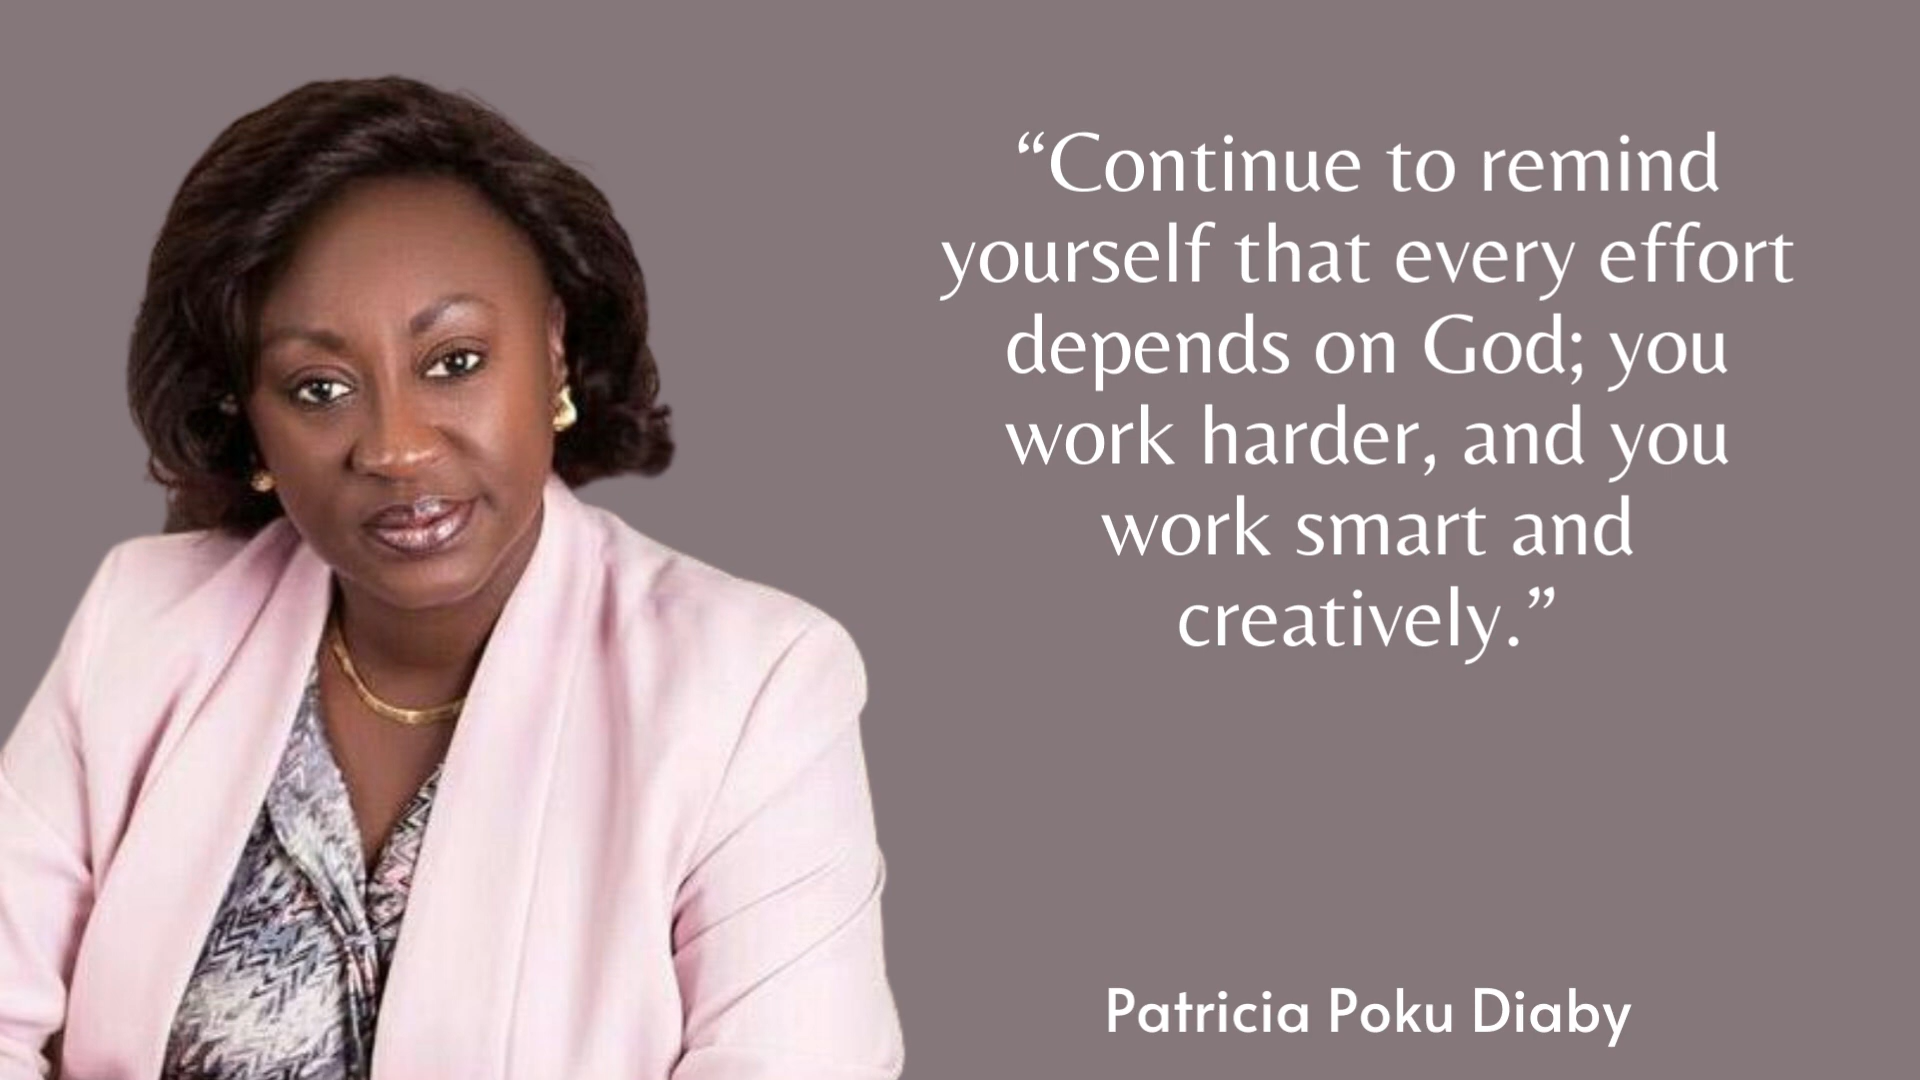 “Continue to remind
yourself that every effort
depends on God; you
work harder, and you
work smart and
creatively.”
Patricia Poku Diaby